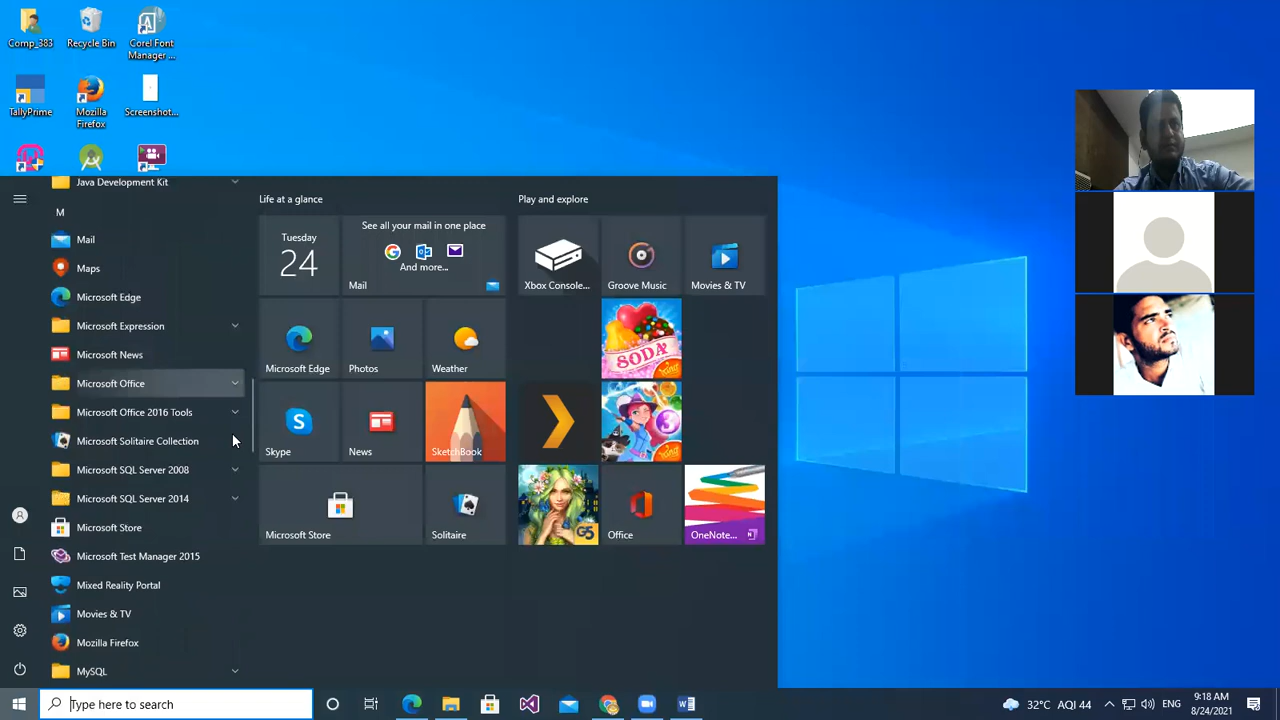 Comp_383
Recycle Bin
Corel Font
Manager ...
TallyPrime
Mozilla
Firefox
Screenshot...
Java Development Kit
M
Mail
Maps
Microsoft Edge
Microsoft Expression
Microsoft News
Microsoft Office
Microsoft Office 2016 Tools
Microsoft Solitaire Collection
Microsoft SQL Server 2008
Microsoft SQL Server 2014
Microsoft Store
Microsoft Test Manager 2015
Mixed Reality Portal
Movies & TV
Mozilla Firefox
MySQL
Life at a glance
Tuesday
24
See all your mail in one place
And more...
Mail
Microsoft Edge
Photos
Weather
Skype
News
SketchBook
Microsoft Store
Solitaire
Play and explore
Xbox Console...
Groove Music
Movies & TV
SODA
King
3
G5
Office
OneNote...
Type here to search
32°C AQI 44
ENG
9:18 AM
8/24/2021